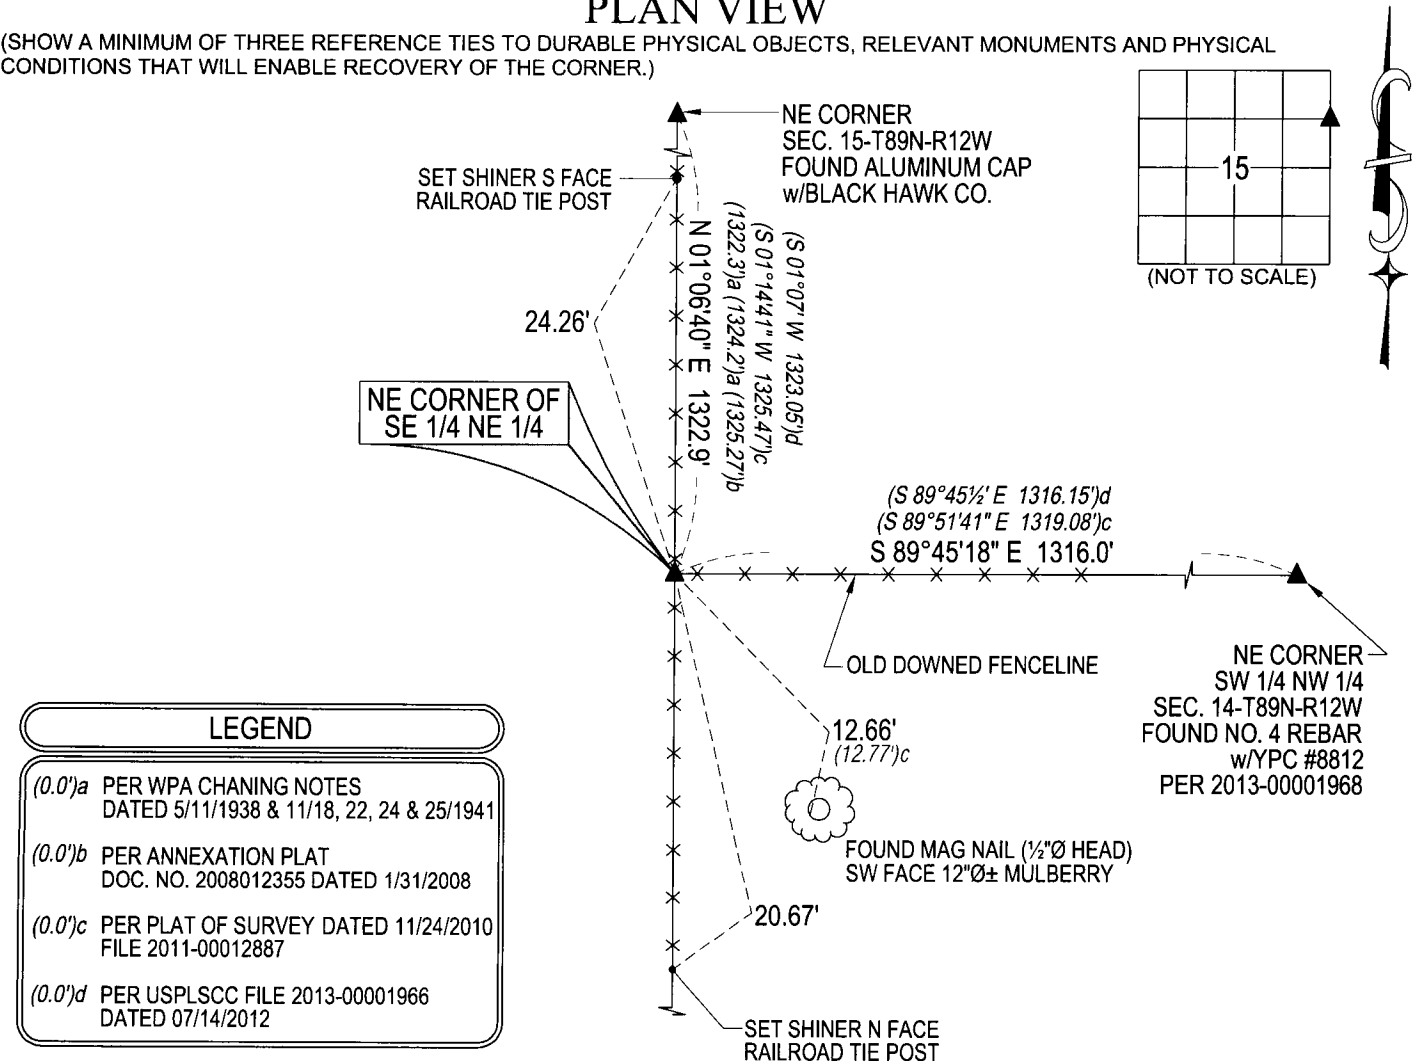 PLAN VIEW
(SHOW A MINIMUM OF THREE REFERENCE TIES TO DURABLE PHYSICAL OBJECTS, RELEVANT MONUMENTS AND PHYSICAL
CONDITIONS THAT WILL ENABLE RECOVERY OF THE CORNER.)
NE CORNER
SEC. 15-T89N-R12W
FOUND ALUMINUM CAP
w/BLACK HAWK CO.
SET SHINER S FACE
RAILROAD TIE POST
15
(NOT TO SCALE)
(S 01°07' W 1323.05')d
(S 01°14'41" W 1325.47')c
(1322.3')a (1324.2')a (1325.27')b
N 01°06'40" E 1322.9'
24.26'
NE CORNER OF
SE 1/4 NE 1/4
(S 89°45½' E 1316.15')d
(S 89°51'41" E 1319.08')c
S 89°45'18" E 1316.0'
OLD DOWNED FENCELINE
NE CORNER
SW 1/4 NW 1/4
SEC. 14-T89N-R12W
FOUND NO. 4 REBAR
w/YPC #8812
PER 2013-00001968
12.66'
(12.77')c
FOUND MAG NAIL (½"Ø HEAD)
SW FACE 12"Ø± MULBERRY
20.67'
SET SHINER N FACE
RAILROAD TIE POST
LEGEND
(0.0')a PER WPA CHANING NOTES
DATED 5/11/1938 & 11/18, 22, 24 & 25/1941
(0.0')b PER ANNEXATION PLAT
DOC. NO. 2008012355 DATED 1/31/2008
(0.0')c PER PLAT OF SURVEY DATED 11/24/2010
FILE 2011-00012887
(0.0')d PER USPLSCC FILE 2013-00001966
DATED 07/14/2012